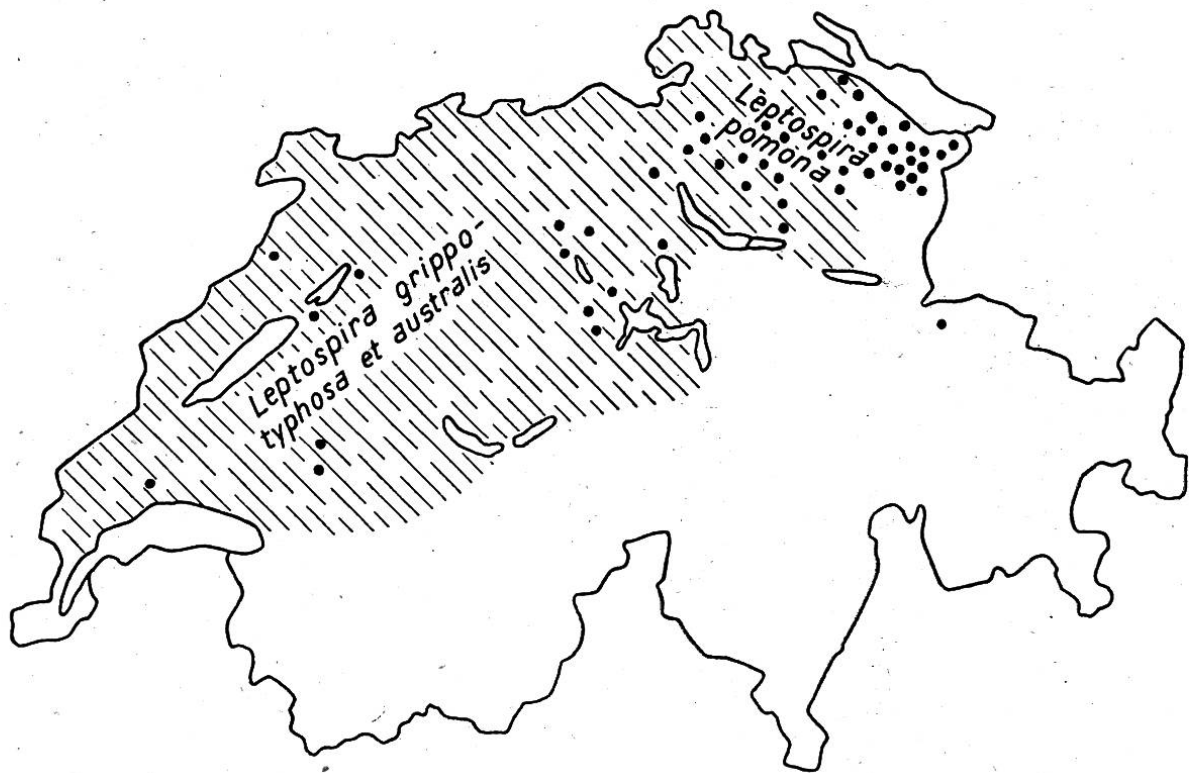 Leptospira
pomona
Leptospira grippo-
typhosa et australis